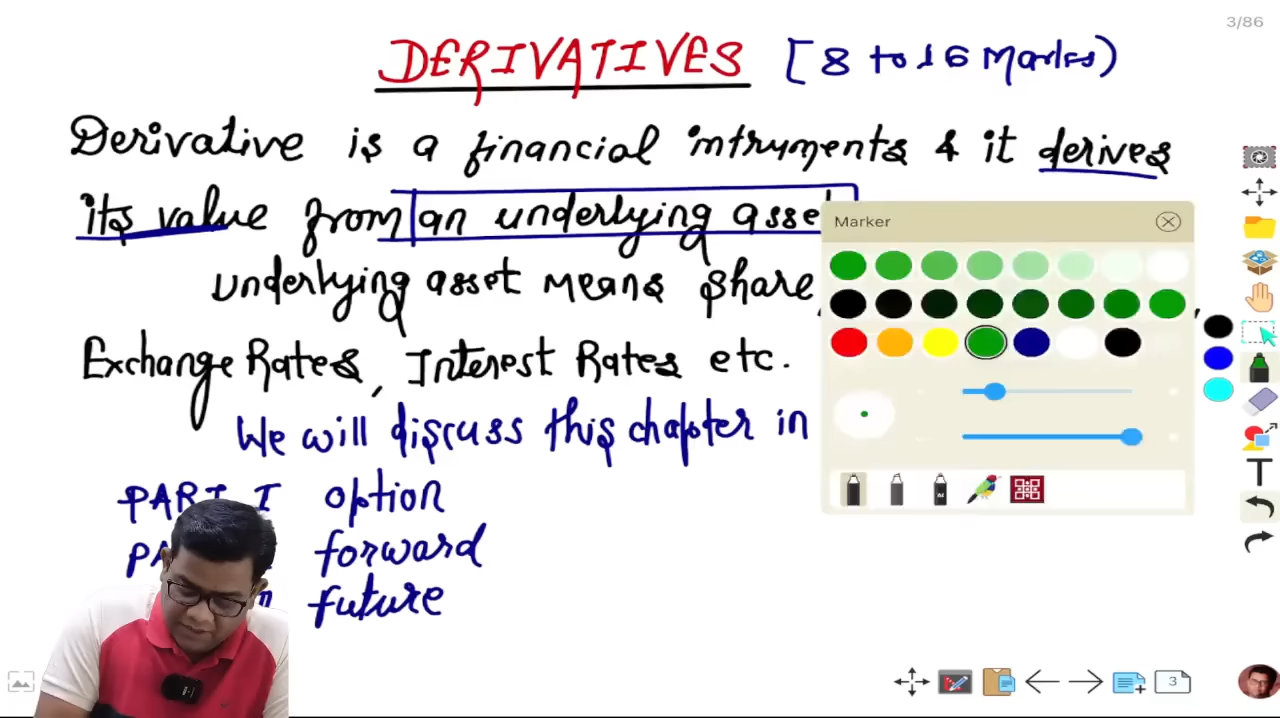 3/86
DERIVATIVES [8 to 16 Marks)
Derivative is a financial intruments & it derives
its value from an underlying asse
Marker
underlying asset means share,
Exchange Rates, Interest Rates etc.
We will discuss this chapter in
PART I option
forward
future
3